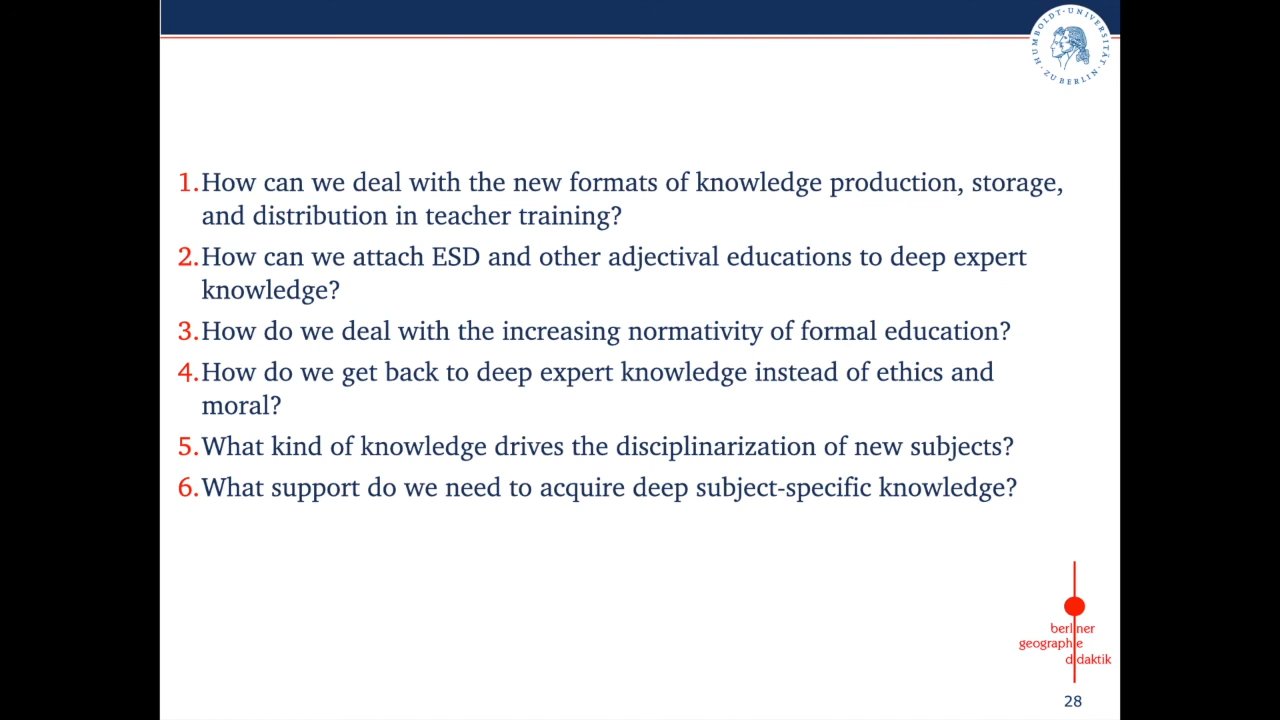 HUMBOLDT-UNIVERSITÄT
ZU BERLIN
1.How can we deal with the new formats of knowledge production, storage,
and distribution in teacher training?
2.How can we attach ESD and other adjectival educations to deep expert
knowledge?
3.How do we deal with the increasing normativity of formal education?
4.How do we get back to deep expert knowledge instead of ethics and
moral?
5.What kind of knowledge drives the disciplinarization of new subjects?
6.What support do we need to acquire deep subject-specific knowledge?
berliner
geographie
didaktik
28